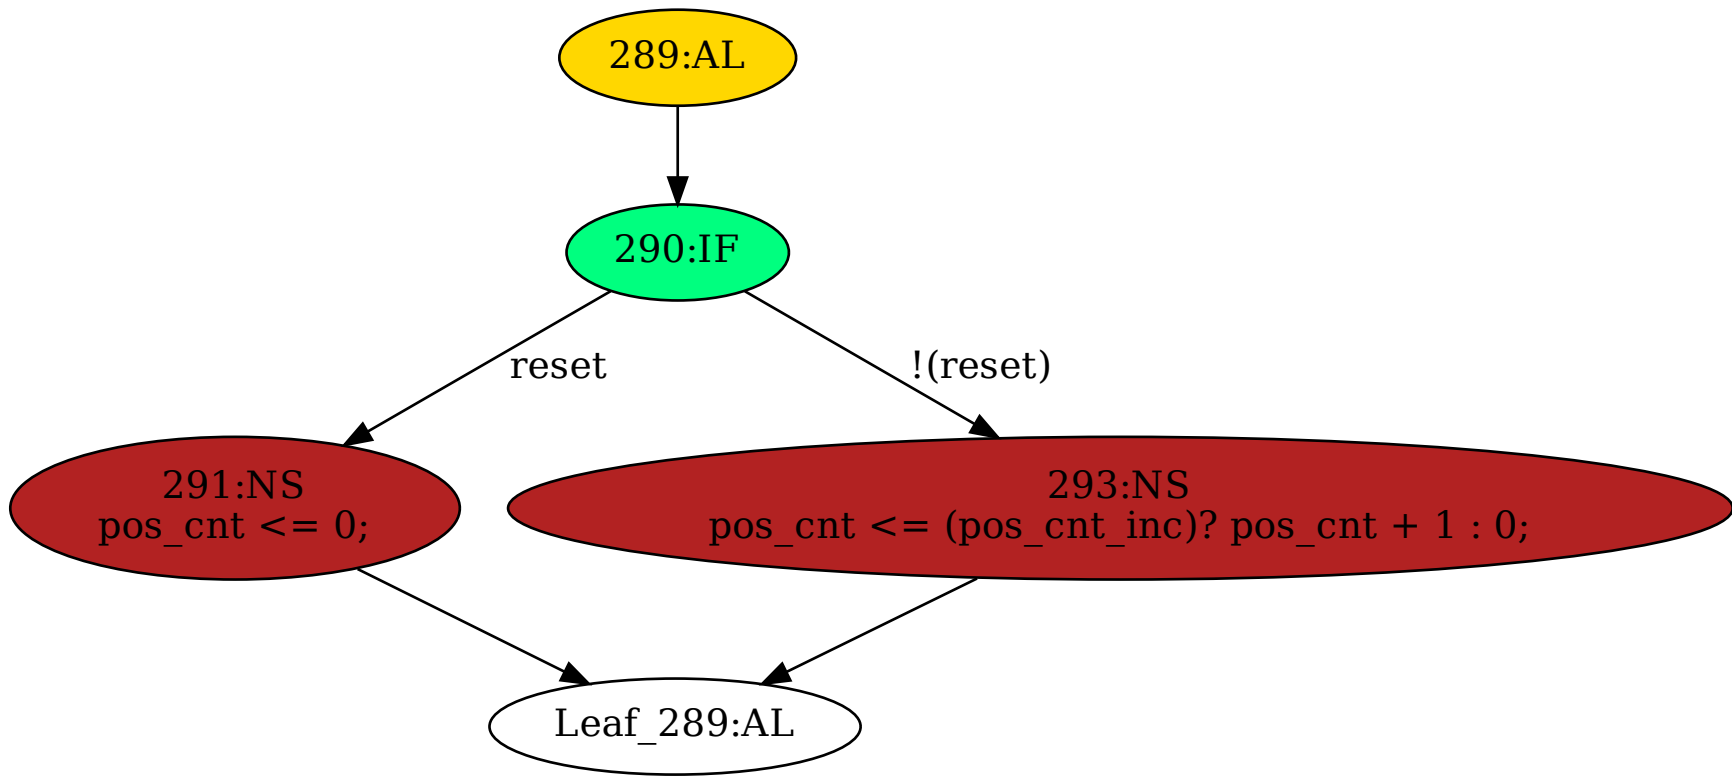 289:AL
290:IF
reset
!(reset)
291:NS
pos_cnt <= 0;
293:NS
pos_cnt <= (pos_cnt_inc)? pos_cnt + 1 : 0;
Leaf_289:AL